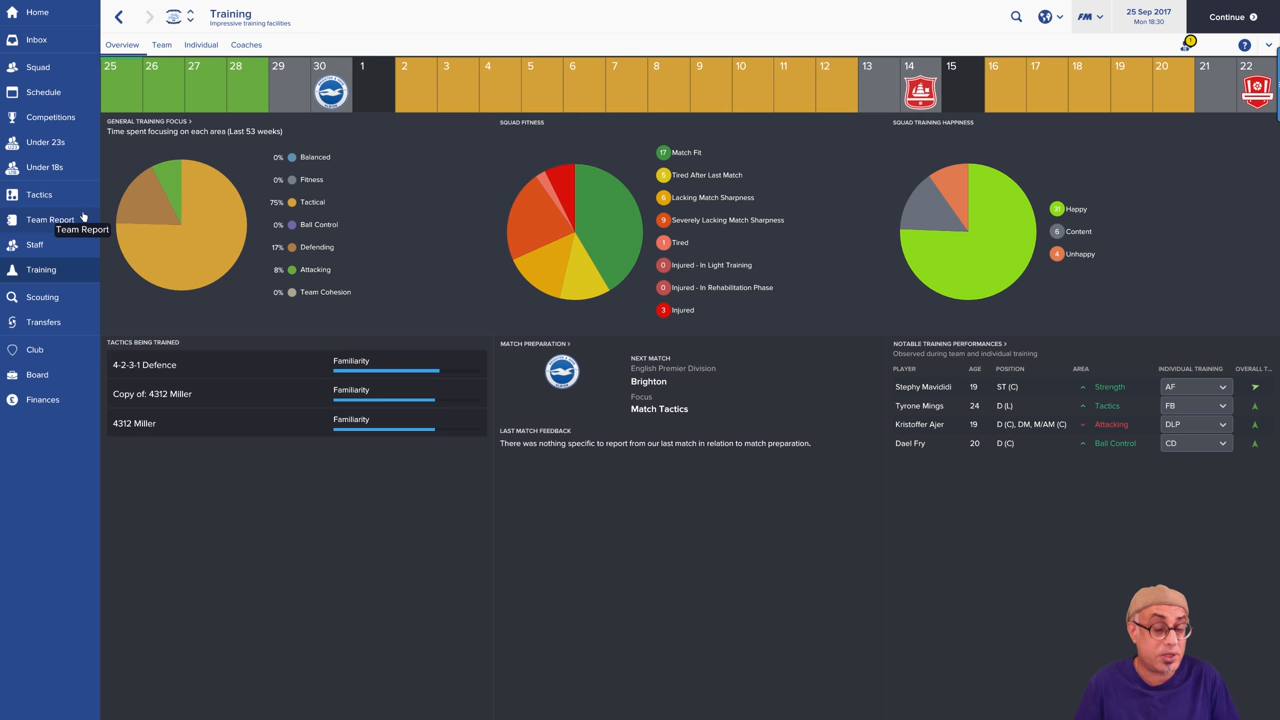 Home
Inbox
Squad
Schedule
Competitions
Under 23s
Under 18s
Tactics
Team Report
Team Report
Staff
Training
Scouting
Transfers
Club
Board
Finances
Training
Impressive training facilities
FM
25 Sep 2017
Mon 18:30
Continue
Overview Team Individual Coaches
1
25 26 27 28 29 30 1 2 3 4 5 6 7 8 9 10 11 12 13 14 15 16 17 18 19 20 21 22
GENERAL TRAINING FOCUS >
Time spent focusing on each area (Last 53 weeks)
0% Balanced
0% Fitness
75% Tactical
0% Ball Control
17% Defending
8% Attacking
0% Team Cohesion
SQUAD FITNESS
17 Match Fit
5 Tired After Last Match
6 Lacking Match Sharpness
9 Severely Lacking Match Sharpness
1 Tired
0 Injured - In Light Training
0 Injured - In Rehabilitation Phase
3 Injured
SQUAD TRAINING HAPPINESS
31 Happy
6 Content
4 Unhappy
TACTICS BEING TRAINED
4-2-3-1 Defence Familiarity
Copy of: 4312 Miller Familiarity
4312 Miller Familiarity
MATCH PREPARATION >
NEXT MATCH
English Premier Division
Brighton
Focus
Match Tactics
LAST MATCH FEEDBACK
There was nothing specific to report from our last match in relation to match preparation.
NOTABLE TRAINING PERFORMANCES >
Observed during team and individual training
PLAYER AGE POSITION AREA INDIVIDUAL TRAINING OVERALL T...
Stephy Mavididi 19 ST (C) Strength AF
Tyrone Mings 24 D (L) Tactics FB
Kristoffer Ajer 19 D (C), DM, M/AM (C) Attacking DLP
Dael Fry 20 D (C) Ball Control CD